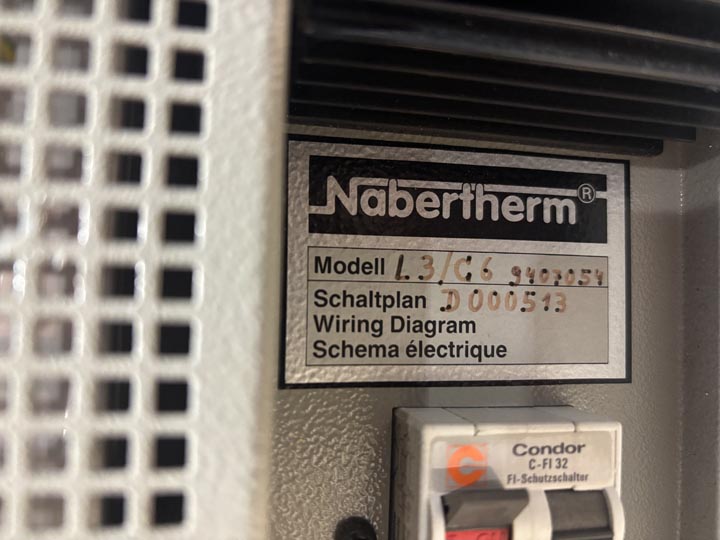 Nabertherm®
Modell L3/C6 9407054
Schaltplan D000513
Wiring Diagram
Schema électrique
Condor
C-FI 32
FI-Schutzschalter